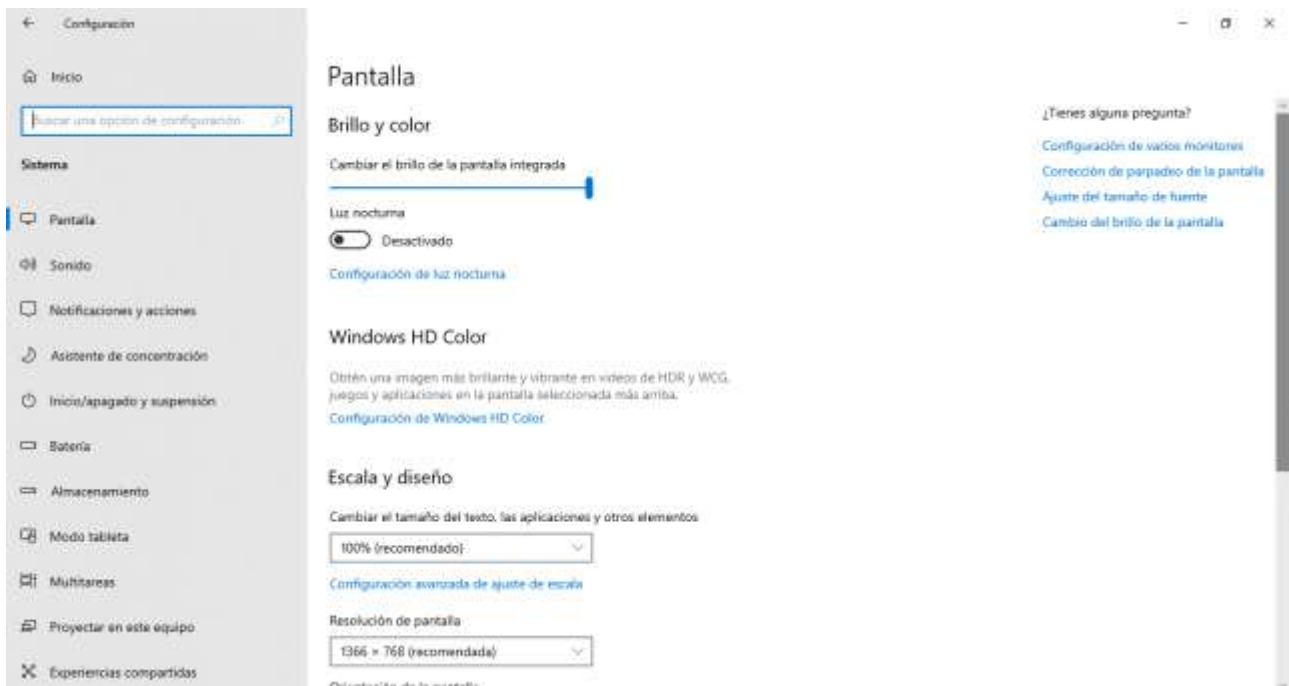 Configuración
Inicio
Buscar una opción de configuración
Sistema
Pantalla
Sonido
Notificaciones y acciones
Asistente de concentración
Inicio/apagado y suspensión
Batería
Almacenamiento
Modo tableta
Multitareas
Proyectar en este equipo
Experiencias compartidas
Pantalla
Brillo y color
Cambiar el brillo de la pantalla integrada
Luz nocturna
Desactivado
Configuración de luz nocturna
Windows HD Color
Obtén una imagen más brillante y vibrante en videos de HDR y WCG,
juegos y aplicaciones en la pantalla seleccionada más arriba.
Configuración de Windows HD Color
Escala y diseño
Cambiar el tamaño del texto, las aplicaciones y otros elementos
100% (recomendado)
Configuración avanzada de ajuste de escala
Resolución de pantalla
1366 × 768 (recomendada)
Orientación de la pantalla
¿Tienes alguna pregunta?
Configuración de varios monitores
Corrección de parpadeo de la pantalla
Ajuste del tamaño de fuente
Cambio del brillo de la pantalla